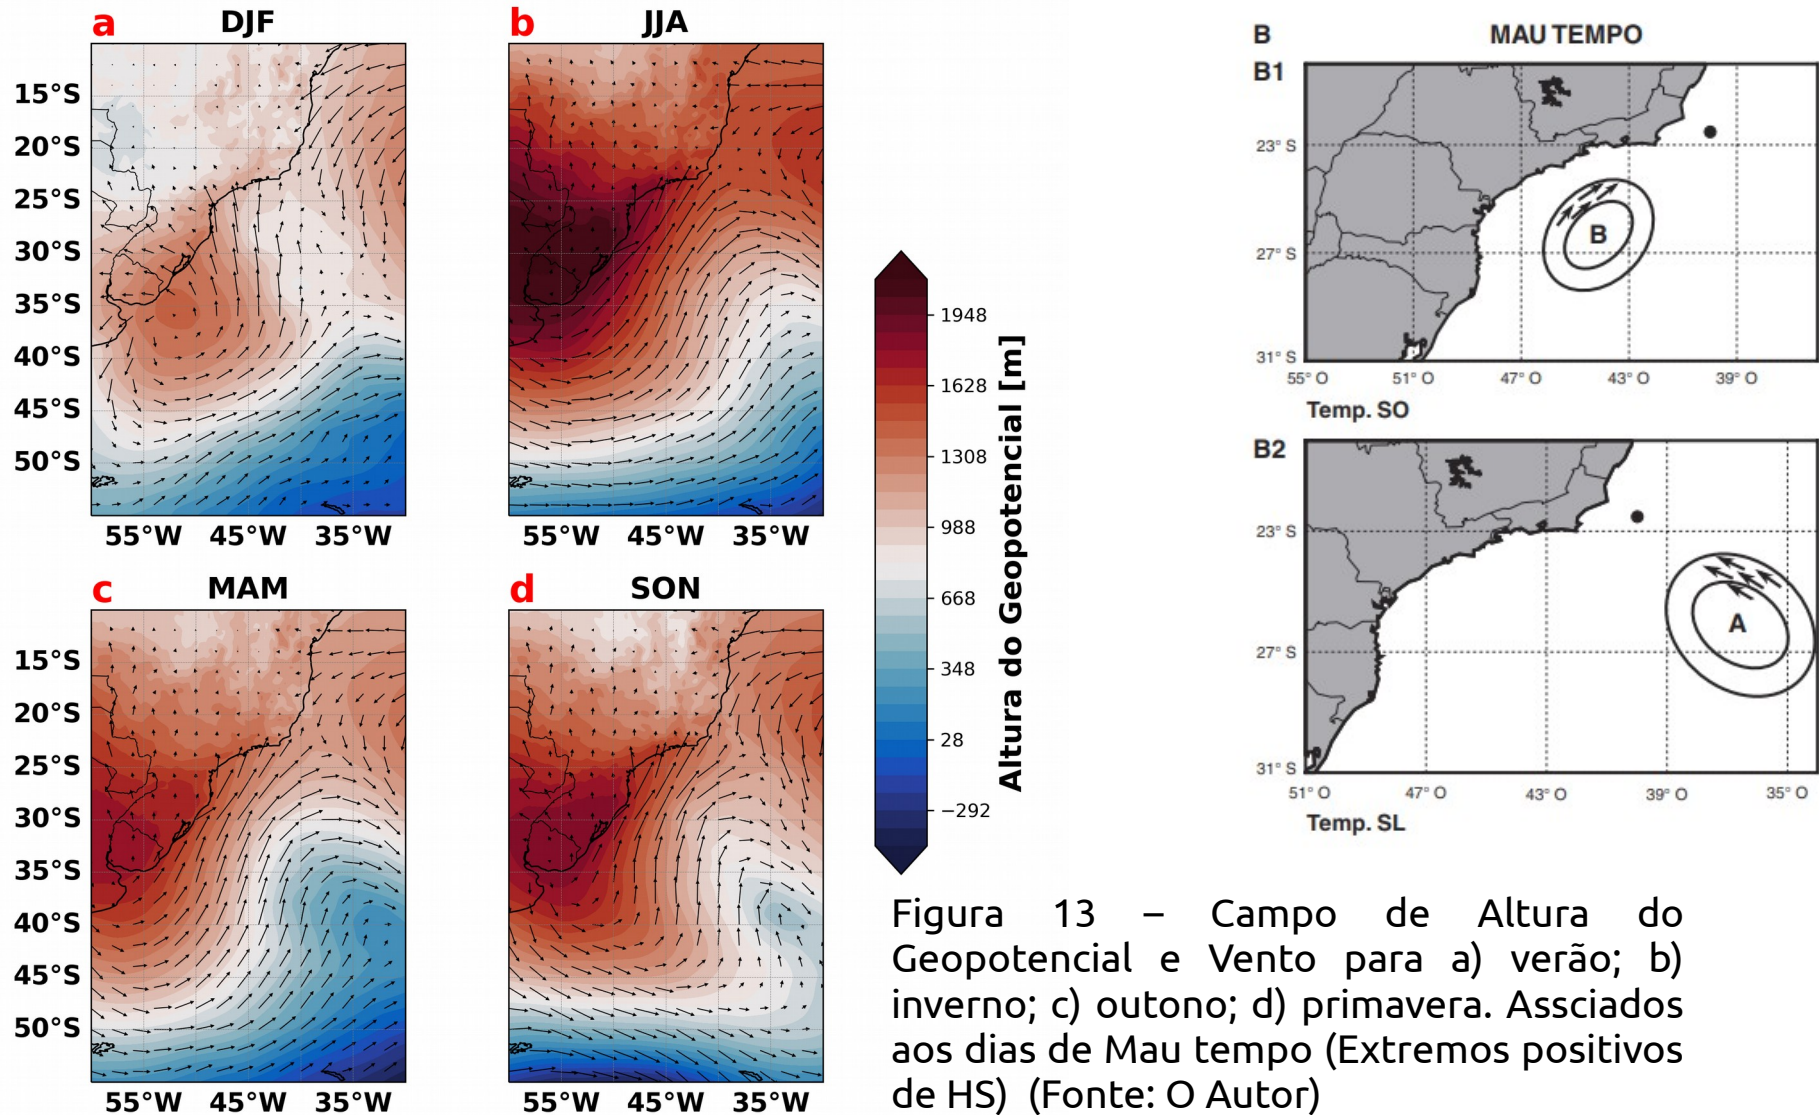 a DJF
15°S
20°S
25°S
30°S
35°S
40°S
45°S
50°S
55°W 45°W 35°W
b JJA
55°W 45°W 35°W
c MAM
15°S
20°S
25°S
30°S
35°S
40°S
45°S
50°S
55°W 45°W 35°W
d SON
55°W 45°W 35°W
1948
1628
1308
988
668
348
28
−292
Altura do Geopotencial [m]
B MAU TEMPO
B1
23° S
27° S
31° S
B
55° O 51° O 47° O 43° O 39° O
Temp. SO
B2
23° S
27° S
31° S
A
51° O 47° O 43° O 39° O 35° O
Temp. SL
Figura 13 – Campo de Altura do
Geopotencial e Vento para a) verão; b)
inverno; c) outono; d) primavera. Assciados
aos dias de Mau tempo (Extremos positivos
de HS) (Fonte: O Autor)